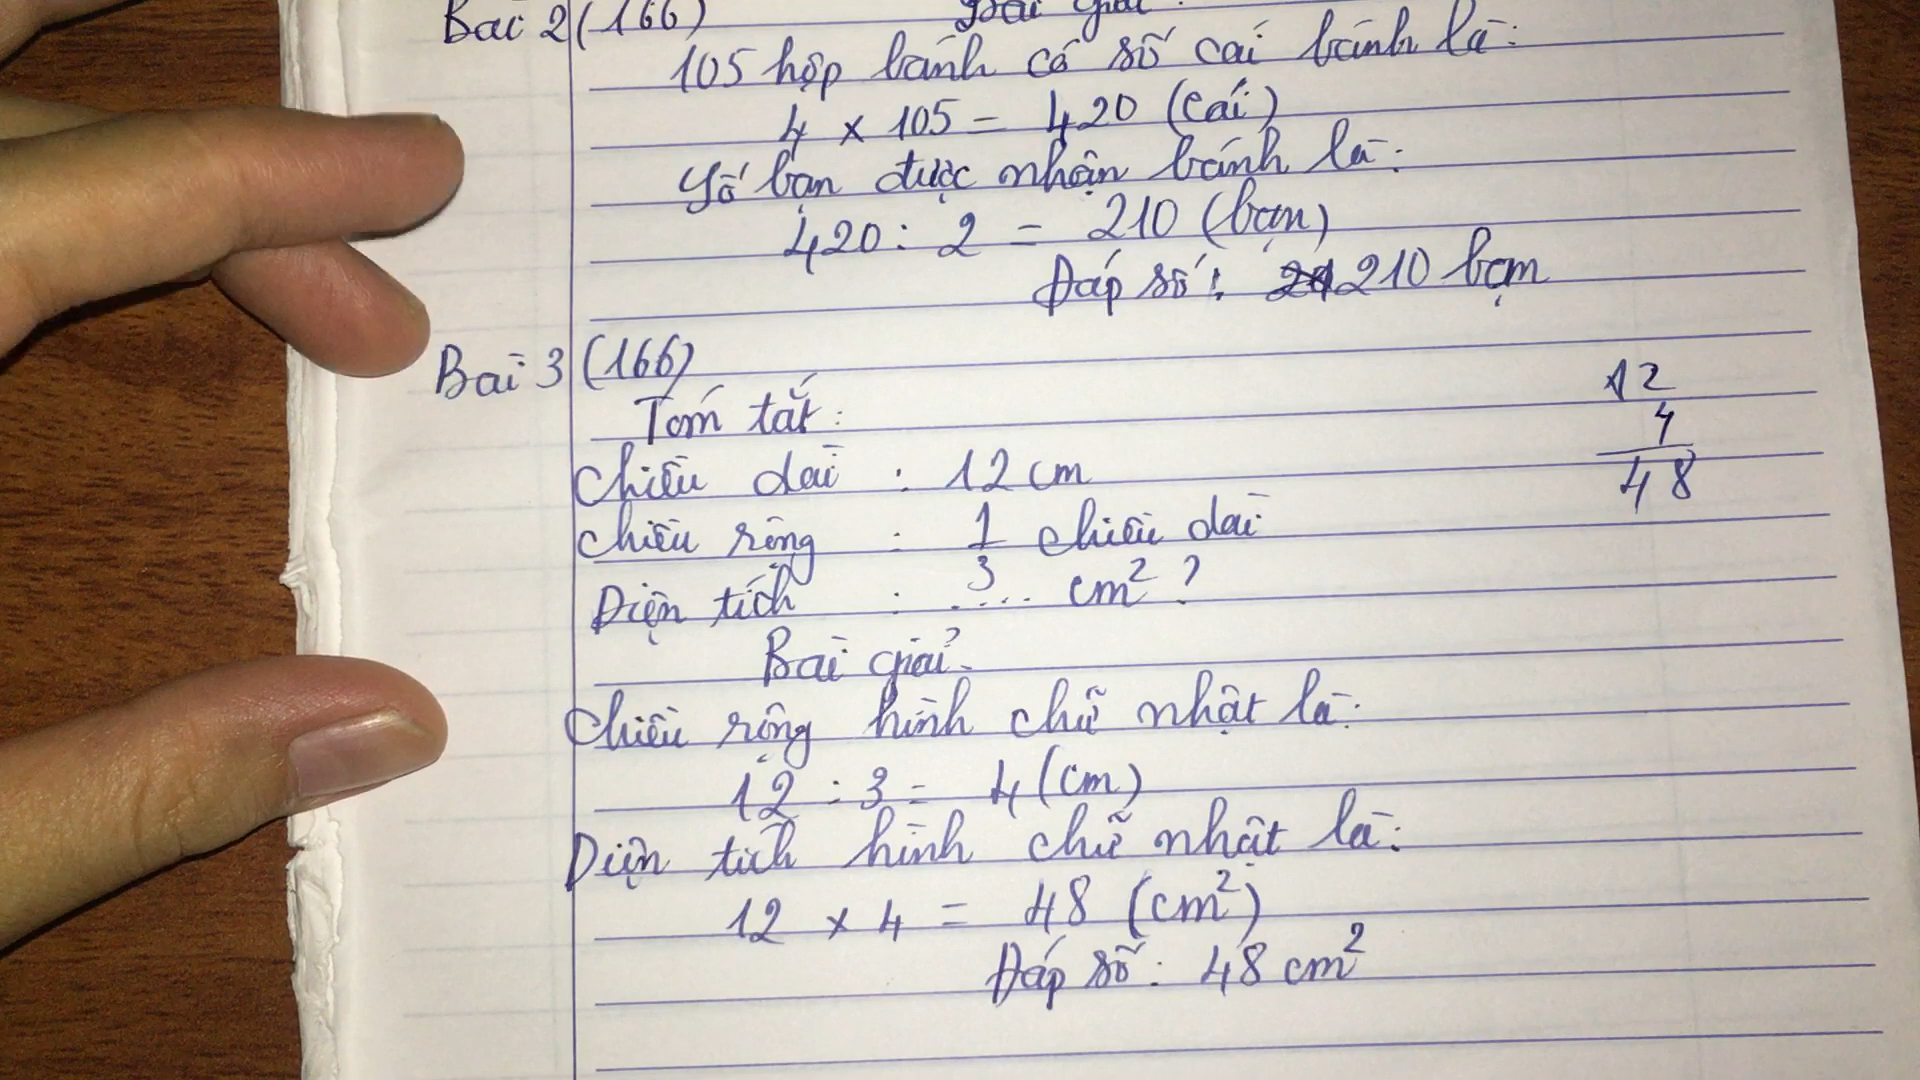 Bài 2 (166) Bài giải:
105 hộp bánh có số cái bánh là:
4 x 105 = 420 (cái)
Số bạn được nhận bánh là:
420 : 2 = 210 (bạn)
Đáp số: 210 bạn
Bài 3 (166)
Tóm tắt:
Chiều dài : 12 cm
Chiều rộng : 1/3 chiều dài
Diện tích : .... cm² ?
Bài giải.
Chiều rộng hình chữ nhật là:
12 : 3 = 4 (cm)
Diện tích hình chữ nhật là:
12 x 4 = 48 (cm²)
Đáp số: 48 cm²
12
4
48